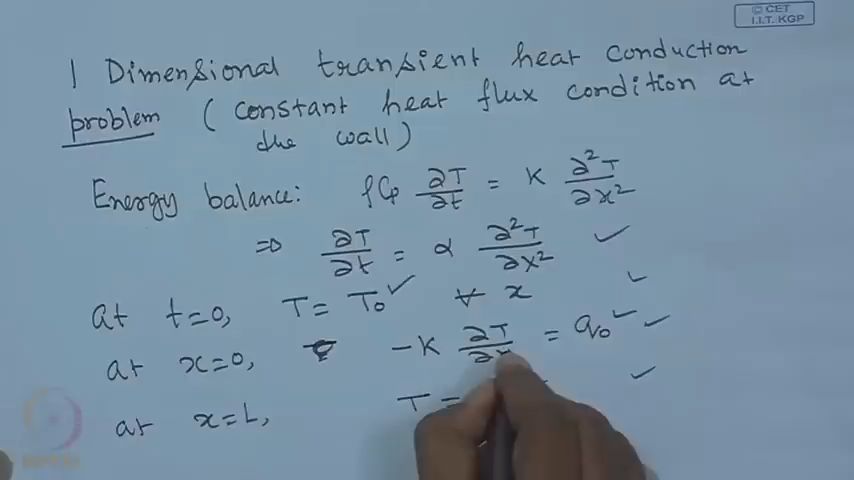 © CET
I.I.T. KGP
1 Dimensional transient heat conduction
problem (constant heat flux condition at
the wall)
Energy balance: ρCp ∂T/∂t = K ∂²T/∂x²
⇒ ∂T/∂t = α ∂²T/∂x² ✓
at t=0, T = T₀ ✓ ∀ x ✓
at x=0, -K ∂T/∂x = q₀ ✓ ✓
at x=L, T = ✓